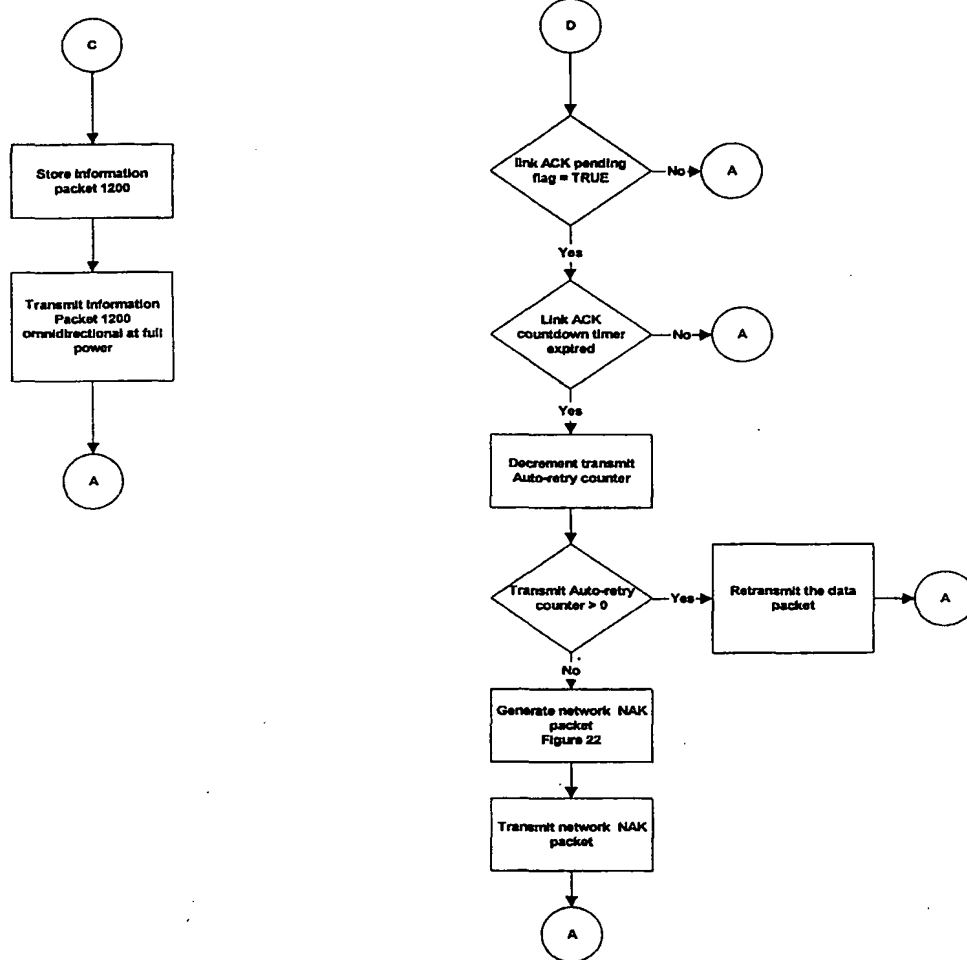 C
Store Information
packet 1200
Transmit Information
Packet 1200
omnidirectional at full
power
A
D
link ACK pending
flag = TRUE
No
A
Yes
Link ACK
countdown timer
expired
No
A
Yes
Decrement transmit
Auto-retry counter
Transmit Auto-retry
counter > 0
Yes
Retransmit the data
packet
A
No
Generate network NAK
packet
Figure 22
Transmit network NAK
packet
A